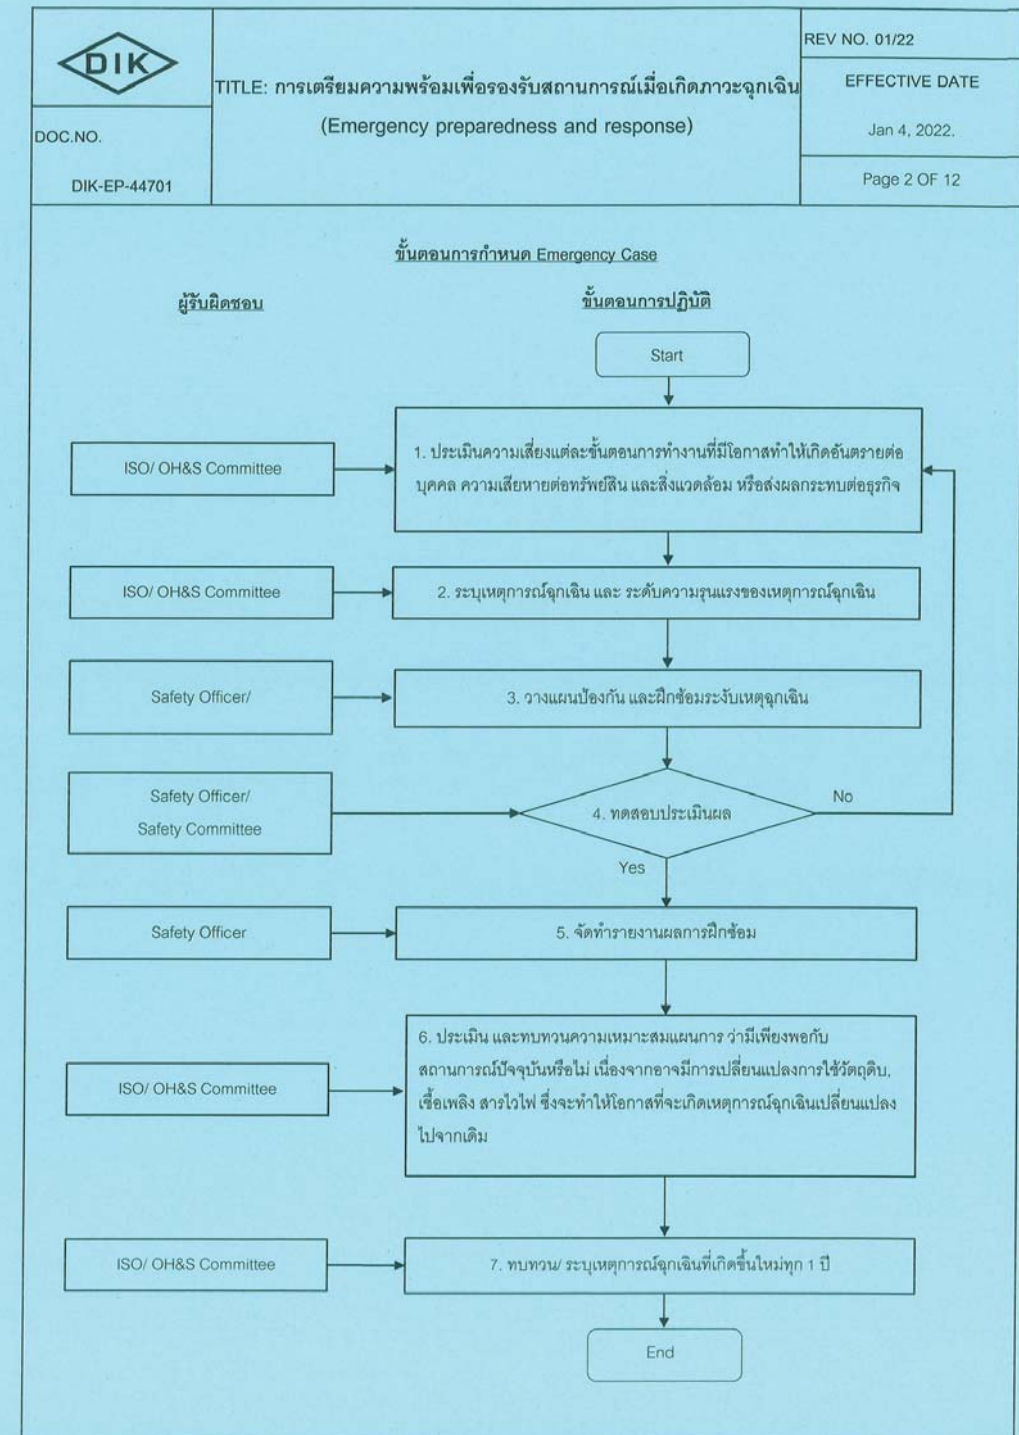 DIK
REV NO. 01/22
TITLE: การเตรียมความพร้อมเพื่อรองรับสถานการณ์เมื่อเกิดภาวะฉุกเฉิน
(Emergency preparedness and response)
EFFECTIVE DATE
Jan 4, 2022.
DOC.NO.
DIK-EP-44701
Page 2 OF 12
ขั้นตอนการกำหนด Emergency Case
ผู้รับผิดชอบ
ขั้นตอนการปฏิบัติ
Start
ISO/ OH&S Committee
1. ประเมินความเสี่ยงแต่ละขั้นตอนการทำงานที่มีโอกาสทำให้เกิดอันตรายต่อ
บุคคล ความเสียหายต่อทรัพย์สิน และสิ่งแวดล้อม หรือส่งผลกระทบต่อธุรกิจ
ISO/ OH&S Committee
2. ระบุเหตุการณ์ฉุกเฉิน และ ระดับความรุนแรงของเหตุการณ์ฉุกเฉิน
Safety Officer/
3. วางแผนป้องกัน และฝึกซ้อมระงับเหตุฉุกเฉิน
Safety Officer/
Safety Committee
4. ทดสอบประเมินผล
No
Yes
Safety Officer
5. จัดทำรายงานผลการฝึกซ้อม
ISO/ OH&S Committee
6. ประเมิน และทบทวนความเหมาะสมแผนการ ว่ามีเพียงพอกับ
สถานการณ์ปัจจุบันหรือไม่ เนื่องจากอาจมีการเปลี่ยนแปลงการใช้วัตถุดิบ,
เชื้อเพลิง สารไวไฟ ซึ่งจะทำให้โอกาสที่จะเกิดเหตุการณ์ฉุกเฉินเปลี่ยนแปลง
ไปจากเดิม
ISO/ OH&S Committee
7. ทบทวน/ ระบุเหตุการณ์ฉุกเฉินที่เกิดขึ้นใหม่ทุก 1 ปี
End